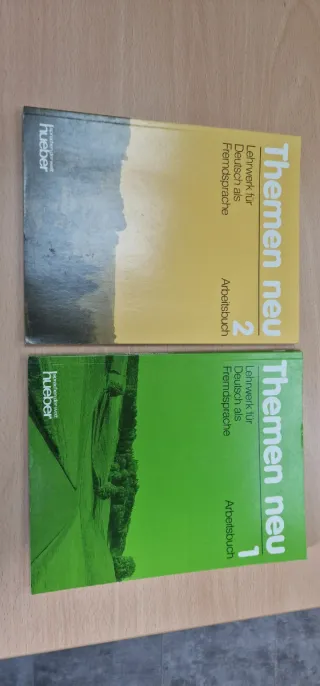 Themen neu
Lehrwerk für
Deutsch als
Fremdsprache
Arbeitsbuch 2
hueber
Themen neu
Lehrwerk für
Deutsch als
Fremdsprache
Arbeitsbuch 1
hueber